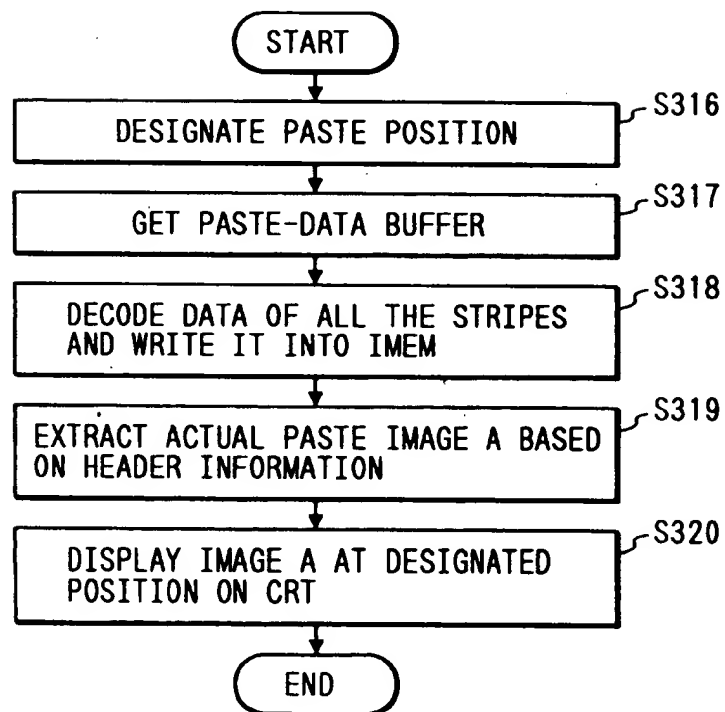 START
S316
DESIGNATE PASTE POSITION
S317
GET PASTE-DATA BUFFER
S318
DECODE DATA OF ALL THE STRIPES
AND WRITE IT INTO IMEM
S319
EXTRACT ACTUAL PASTE IMAGE A BASED
ON HEADER INFORMATION
S320
DISPLAY IMAGE A AT DESIGNATED
POSITION ON CRT
END